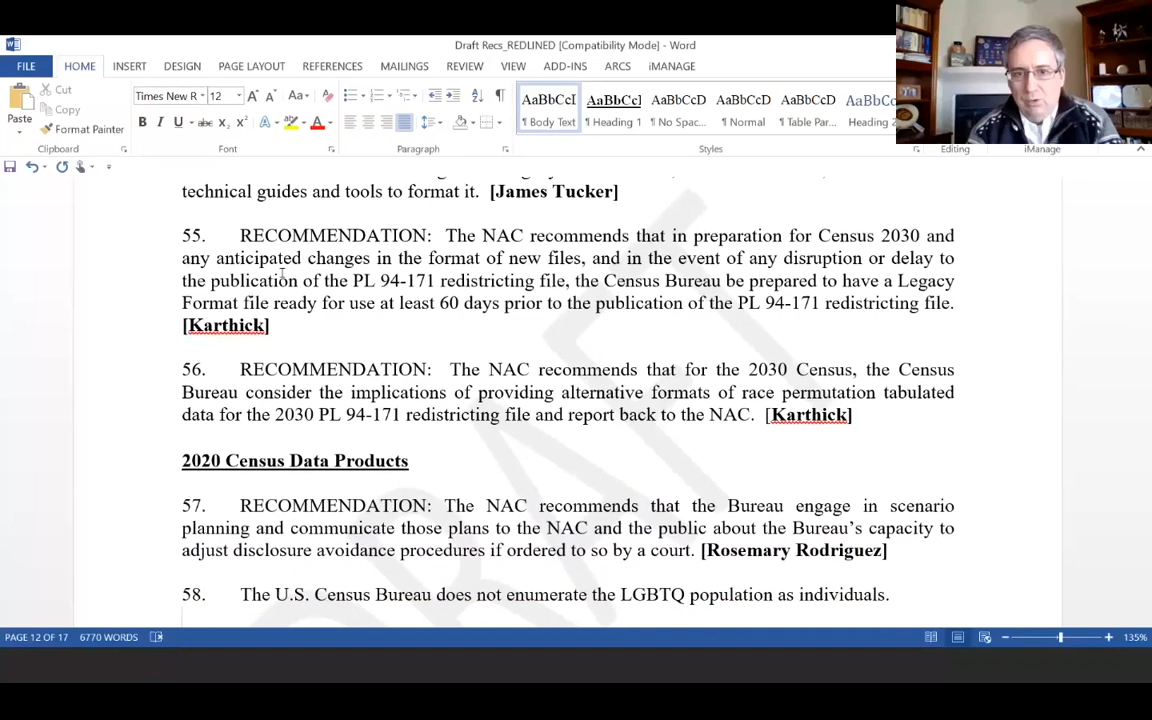 Draft Recs_REDLINED [Compatibility Mode] - Word
FILE HOME INSERT DESIGN PAGE LAYOUT REFERENCES MAILINGS REVIEW VIEW ADD-INS ARCS iMANAGE
Cut
Copy
Paste
Format Painter
Times New R 12
AaBbCcI AaBbCcl AaBbCcD AaBbCcD AaBbCcD AaBbCc
¶ Body Text ¶ Heading 1 ¶ No Spac... ¶ Normal ¶ Table Par... Heading 2
Clipboard Font Paragraph Styles Editing iManage
technical guides and tools to format it. [James Tucker]
55. RECOMMENDATION: The NAC recommends that in preparation for Census 2030 and
any anticipated changes in the format of new files, and in the event of any disruption or delay to
the publication of the PL 94-171 redistricting file, the Census Bureau be prepared to have a Legacy
Format file ready for use at least 60 days prior to the publication of the PL 94-171 redistricting file.
[Karthick]
56. RECOMMENDATION: The NAC recommends that for the 2030 Census, the Census
Bureau consider the implications of providing alternative formats of race permutation tabulated
data for the 2030 PL 94-171 redistricting file and report back to the NAC. [Karthick]
2020 Census Data Products
57. RECOMMENDATION: The NAC recommends that the Bureau engage in scenario
planning and communicate those plans to the NAC and the public about the Bureau's capacity to
adjust disclosure avoidance procedures if ordered to so by a court. [Rosemary Rodriguez]
58. The U.S. Census Bureau does not enumerate the LGBTQ population as individuals.
DRAFT
PAGE 12 OF 17 6770 WORDS 135%